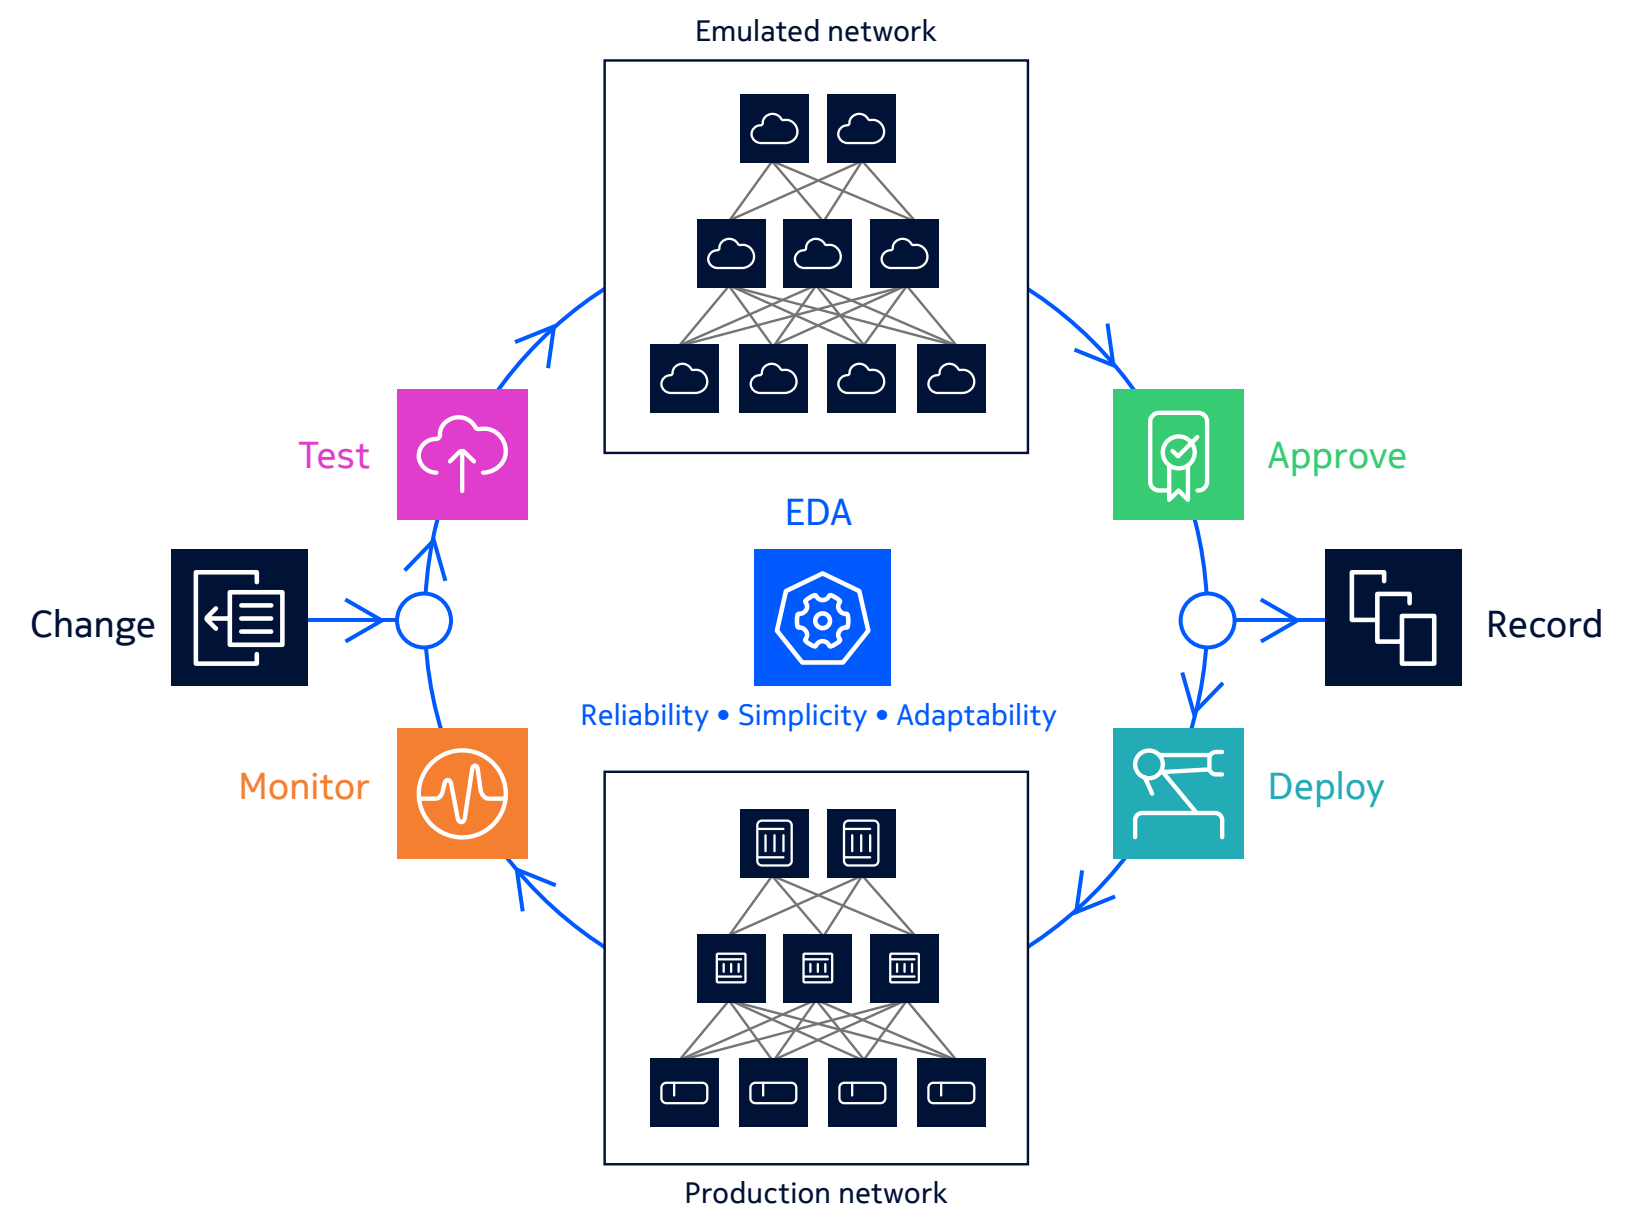 Emulated network
Test
Approve
EDA
Change
Record
Reliability • Simplicity • Adaptability
Monitor
Deploy
Production network